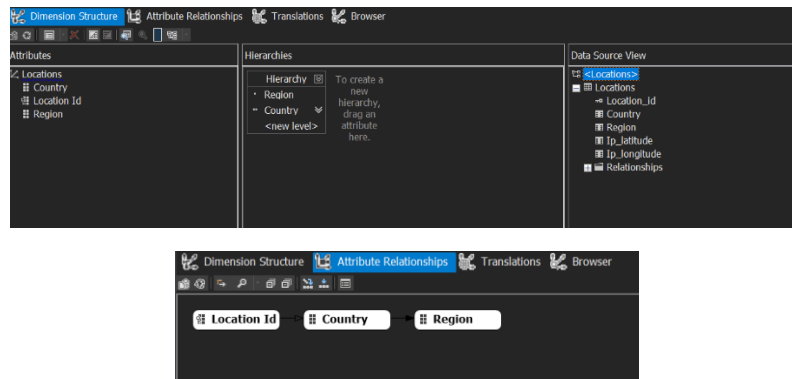 Dimension Structure Attribute Relationships Translations Browser
Attributes
Locations
Country
Location Id
Region
Hierarchies
Hierarchy
Region
Country
<new level>
To create a
new
hierarchy,
drag an
attribute
here.
Data Source View
<Locations>
Locations
Location_id
Country
Region
Ip_latitude
Ip_longitude
Relationships
Dimension Structure Attribute Relationships Translations Browser
Location Id Country Region